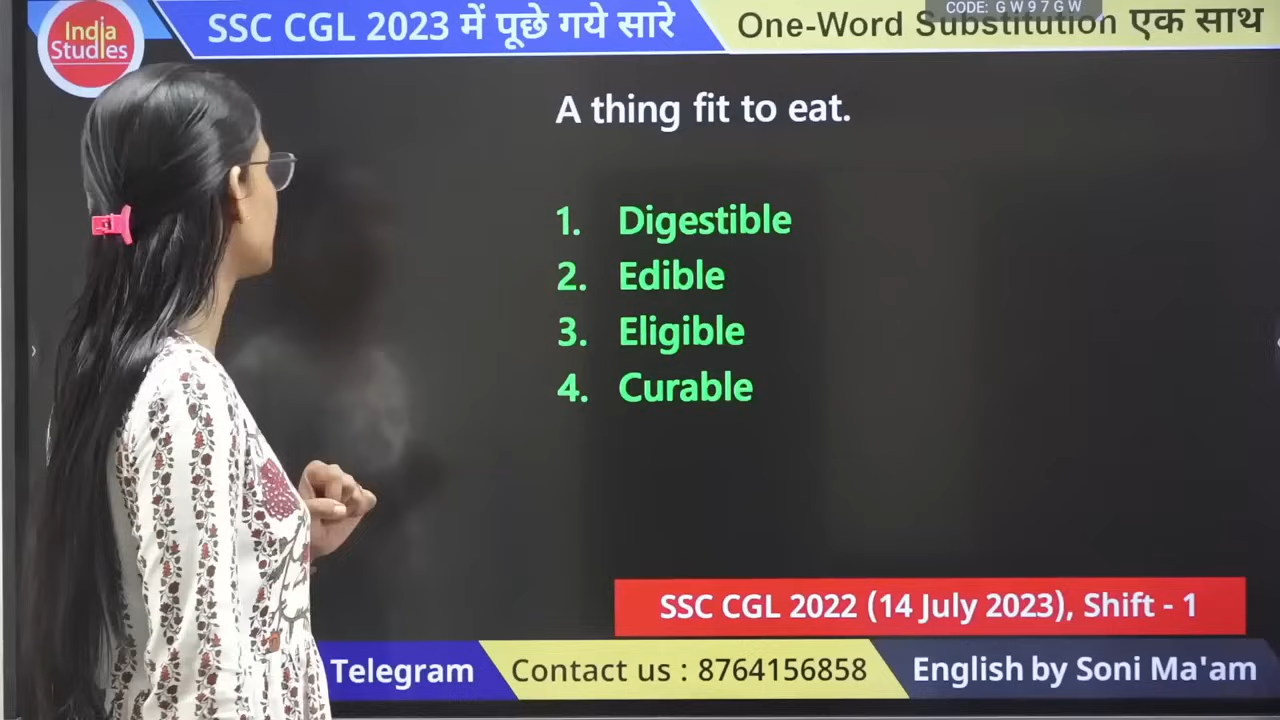 India
Studies
SSC CGL 2023 में पूछे गये सारे
One-Word Substitution एक साथ
CODE: GW97GW
A thing fit to eat.
1. Digestible
2. Edible
3. Eligible
4. Curable
SSC CGL 2022 (14 July 2023), Shift - 1
Telegram
Contact us : 8764156858
English by Soni Ma'am